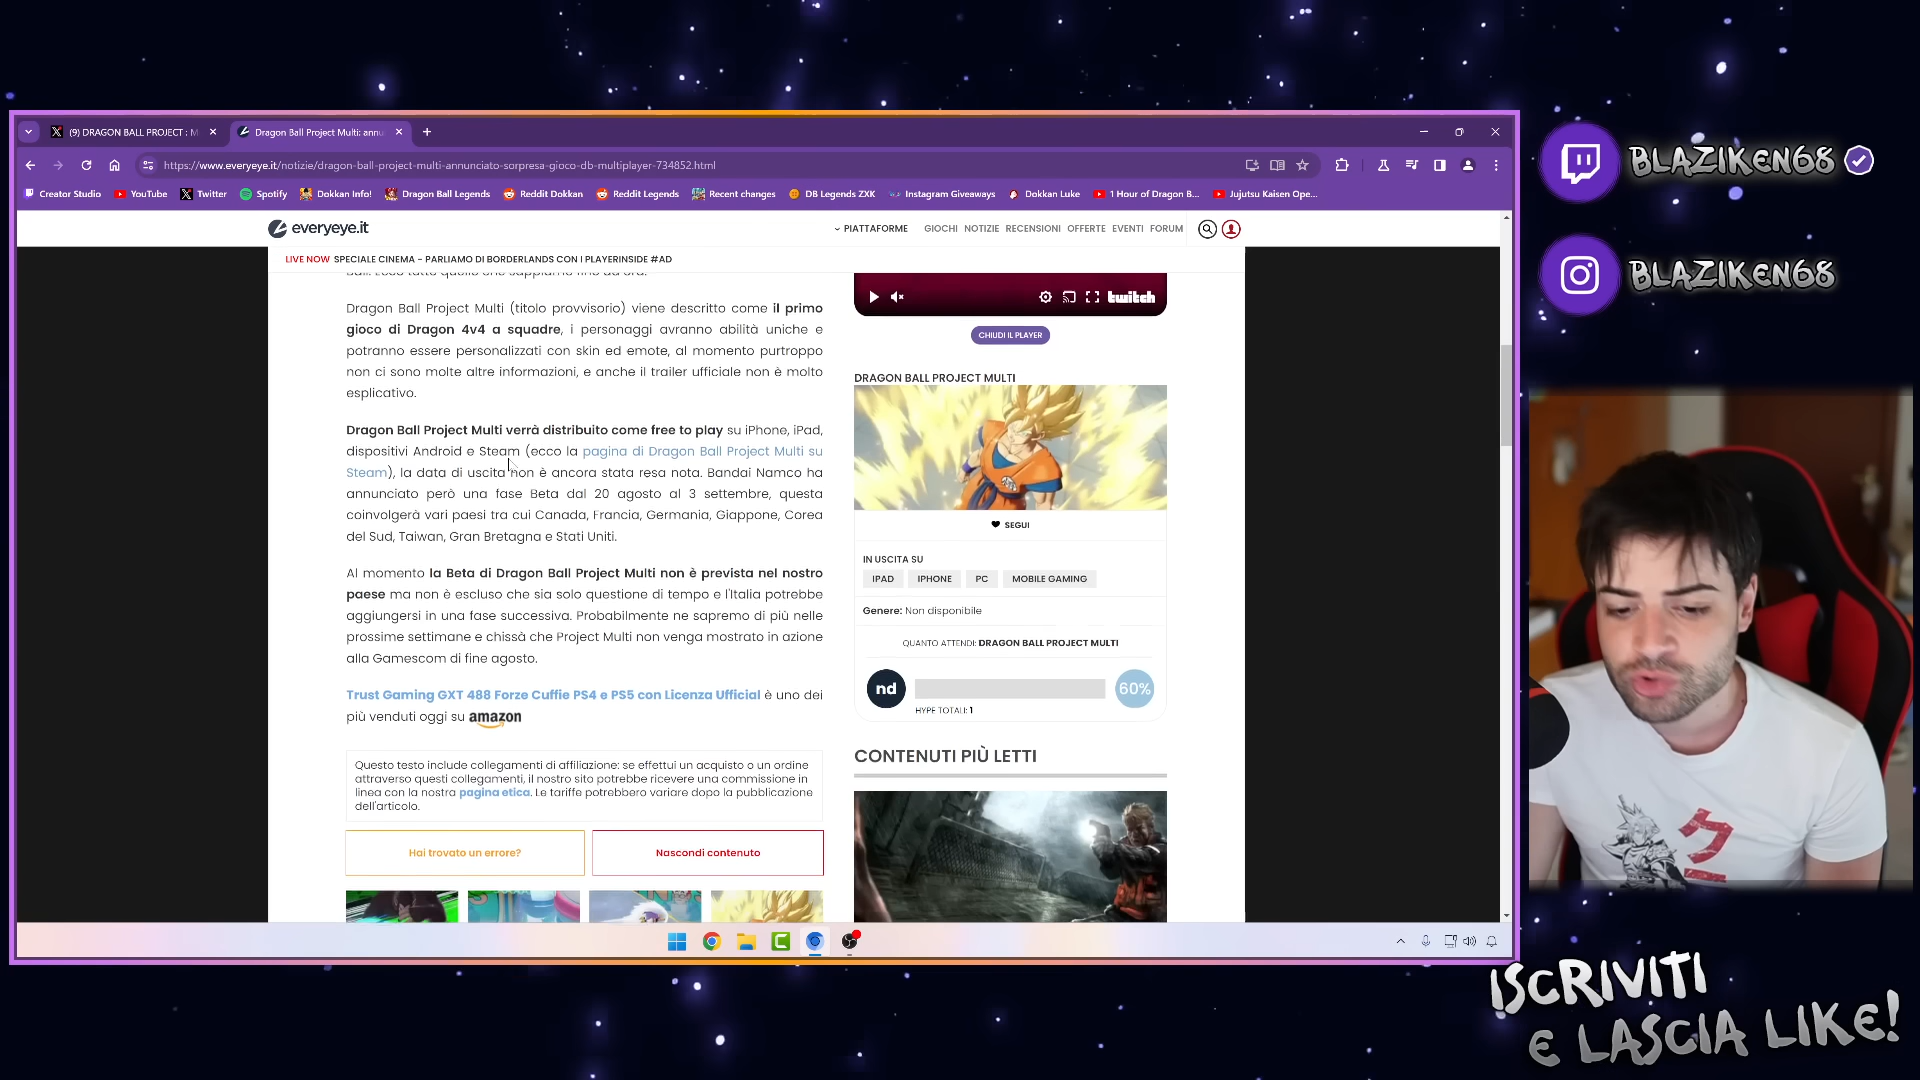 (9) DRAGON BALL PROJECT : M
Dragon Ball Project Multi: annu
https://www.everyeye.it/notizie/dragon-ball-project-multi-annunciato-sorpresa-gioco-db-multiplayer-734852.html
Creator Studio YouTube Twitter Spotify Dokkan Info! Dragon Ball Legends Reddit Dokkan Reddit Legends Recent changes DB Legends ZXK Instagram Giveaways Dokkan Luke 1 Hour of Dragon B... Jujutsu Kaisen Ope...
everyeye.it
PIATTAFORME GIOCHI NOTIZIE RECENSIONI OFFERTE EVENTI FORUM
LIVE NOW SPECIALE CINEMA - PARLIAMO DI BORDERLANDS CON I PLAYERINSIDE #AD
Ball. Ecco tutto quello che sappiamo fino ad ora.
Dragon Ball Project Multi (titolo provvisorio) viene descritto come il primo
gioco di Dragon 4v4 a squadre, i personaggi avranno abilità uniche e
potranno essere personalizzati con skin ed emote, al momento purtroppo
non ci sono molte altre informazioni, e anche il trailer ufficiale non è molto
esplicativo.
Dragon Ball Project Multi verrà distribuito come free to play su iPhone, iPad,
dispositivi Android e Steam (ecco la pagina di Dragon Ball Project Multi su
Steam), la data di uscita non è ancora stata resa nota. Bandai Namco ha
annunciato però una fase Beta dal 20 agosto al 3 settembre, questa
coinvolgerà vari paesi tra cui Canada, Francia, Germania, Giappone, Corea
del Sud, Taiwan, Gran Bretagna e Stati Uniti.
Al momento la Beta di Dragon Ball Project Multi non è prevista nel nostro
paese ma non è escluso che sia solo questione di tempo e l'Italia potrebbe
aggiungersi in una fase successiva. Probabilmente ne sapremo di più nelle
prossime settimane e chissà che Project Multi non venga mostrato in azione
alla Gamescom di fine agosto.
Trust Gaming GXT 488 Forze Cuffie PS4 e PS5 con Licenza Ufficial è uno dei
più venduti oggi su amazon
Questo testo include collegamenti di affiliazione: se effettui un acquisto o un ordine
attraverso questi collegamenti, il nostro sito potrebbe ricevere una commissione in
linea con la nostra pagina etica. Le tariffe potrebbero variare dopo la pubblicazione
dell'articolo.
Hai trovato un errore?
Nascondi contenuto
twitch
CHIUDI IL PLAYER
DRAGON BALL PROJECT MULTI
SEGUI
IN USCITA SU
IPAD IPHONE PC MOBILE GAMING
Genere: Non disponibile
QUANTO ATTENDI: DRAGON BALL PROJECT MULTI
nd
60%
HYPE TOTALI: 1
CONTENUTI PIÙ LETTI
BLAZIKEN68
BLAZIKEN68
ク
ISCRIVITI
E LASCIA LIKE!